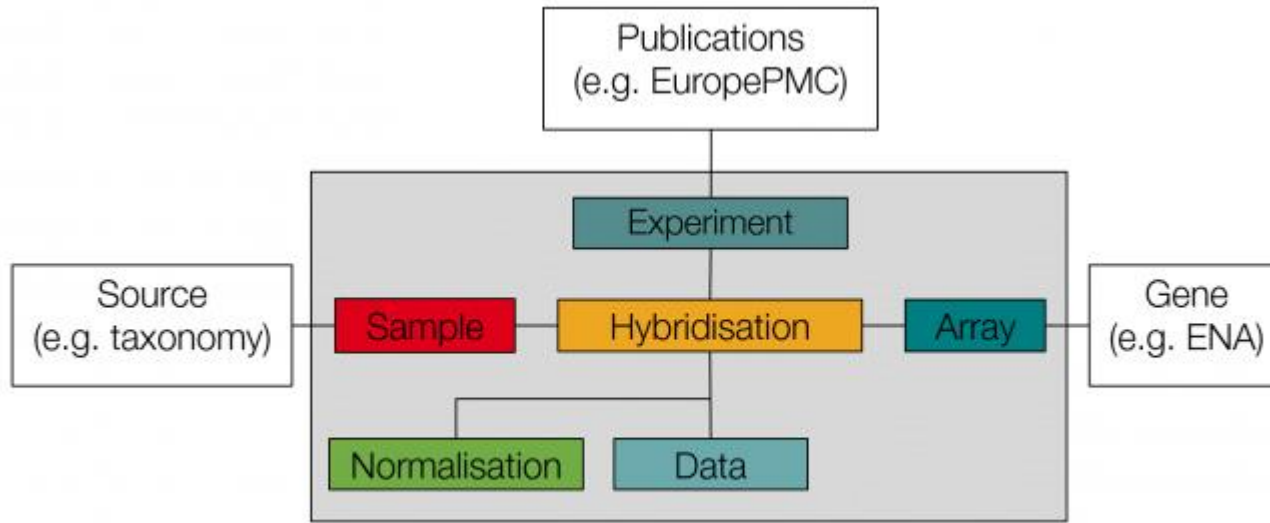 Publications
(e.g. EuropePMC)
Experiment
Source
(e.g. taxonomy)
Sample
Hybridisation
Array
Gene
(e.g. ENA)
Normalisation
Data